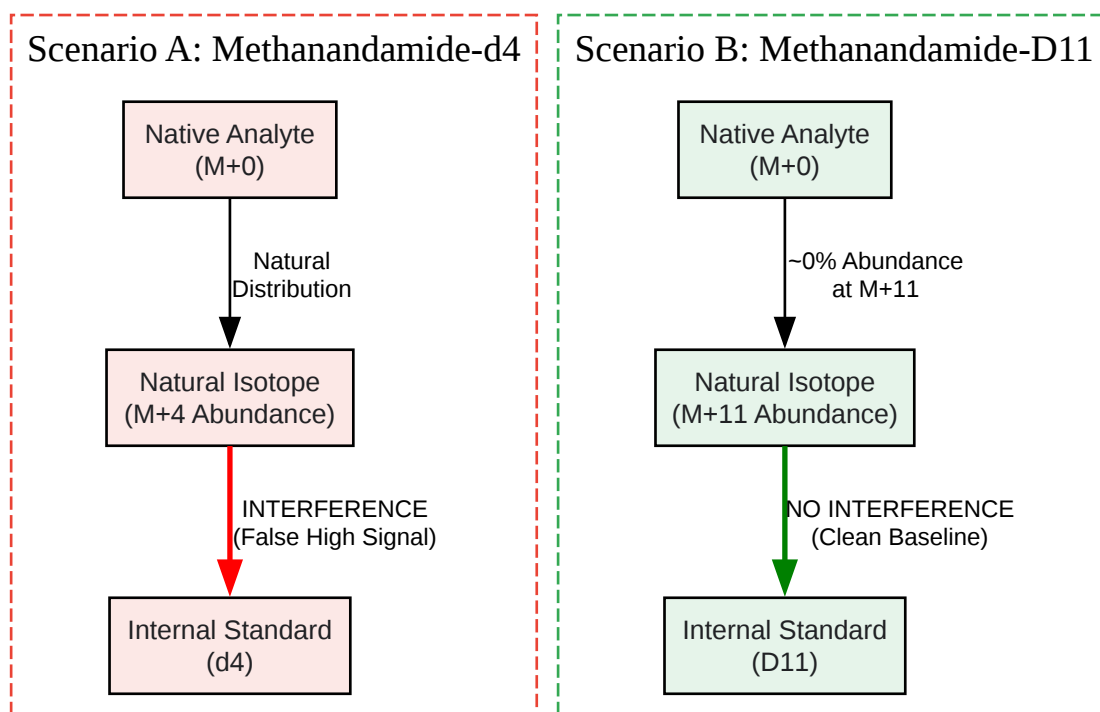 Scenario A: Methanandamide-d4
Native Analyte
(M+0)
Natural
Distribution
Natural Isotope
(M+4 Abundance)
INTERFERENCE
(False High Signal)
Internal Standard
(d4)
Scenario B: Methanandamide-D11
Native Analyte
(M+0)
~0% Abundance
at M+11
Natural Isotope
(M+11 Abundance)
NO INTERFERENCE
(Clean Baseline)
Internal Standard
(D11)